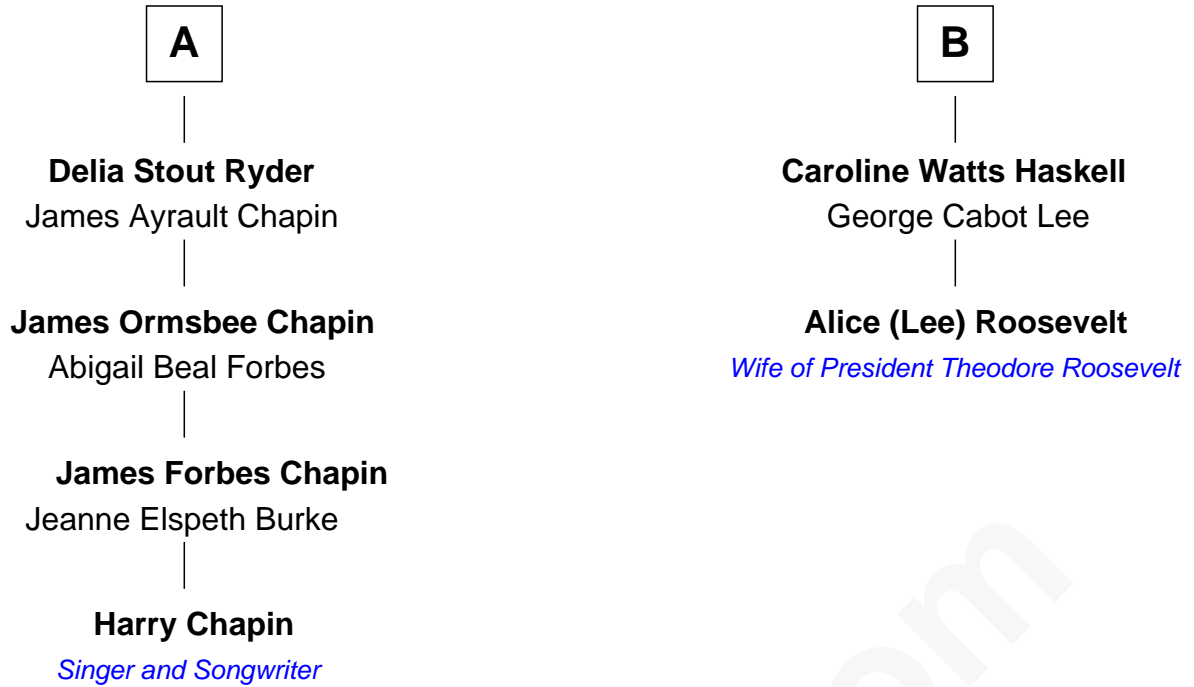 A
Delia Stout Ryder
James Ayrault Chapin
James Ormsbee Chapin
Abigail Beal Forbes
James Forbes Chapin
Jeanne Elspeth Burke
Harry Chapin
Singer and Songwriter
B
Caroline Watts Haskell
George Cabot Lee
Alice (Lee) Roosevelt
Wife of President Theodore Roosevelt
om